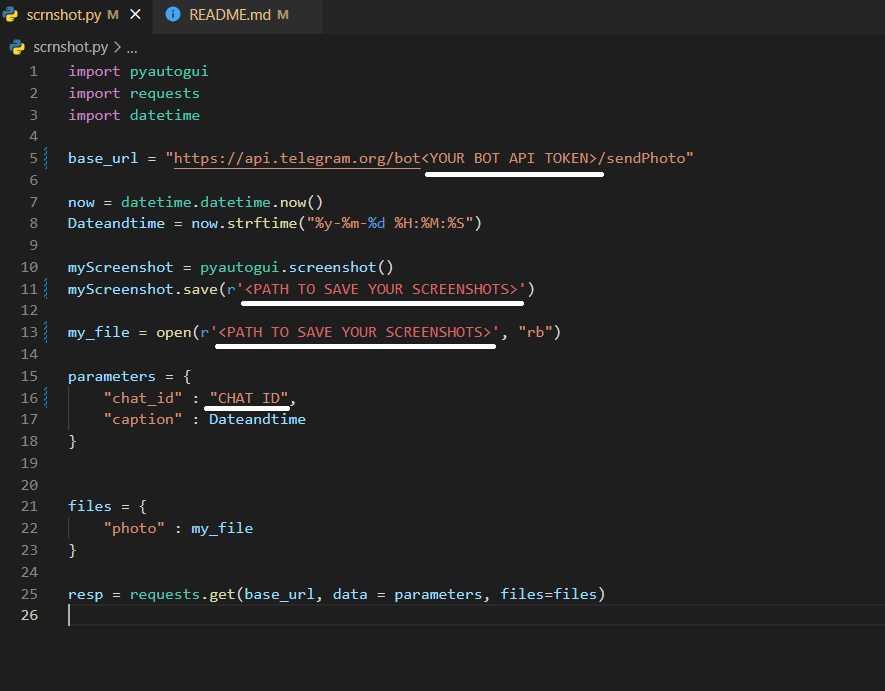 scrnshot.py M × README.md M
scrnshot.py > ...
1 import pyautogui
2 import requests
3 import datetime
4
5 base_url = "https://api.telegram.org/bot<YOUR BOT API TOKEN>/sendPhoto"
6
7 now = datetime.datetime.now()
8 Dateandtime = now.strftime("%y-%m-%d %H:%M:%S")
9
10 myScreenshot = pyautogui.screenshot()
11 myScreenshot.save(r'<PATH TO SAVE YOUR SCREENSHOTS>')
12
13 my_file = open(r'<PATH TO SAVE YOUR SCREENSHOTS>', "rb")
14
15 parameters = {
16     "chat_id" : "CHAT ID",
17     "caption" : Dateandtime
18 }
19
20
21 files = {
22     "photo" : my_file
23 }
24
25 resp = requests.get(base_url, data = parameters, files=files)
26